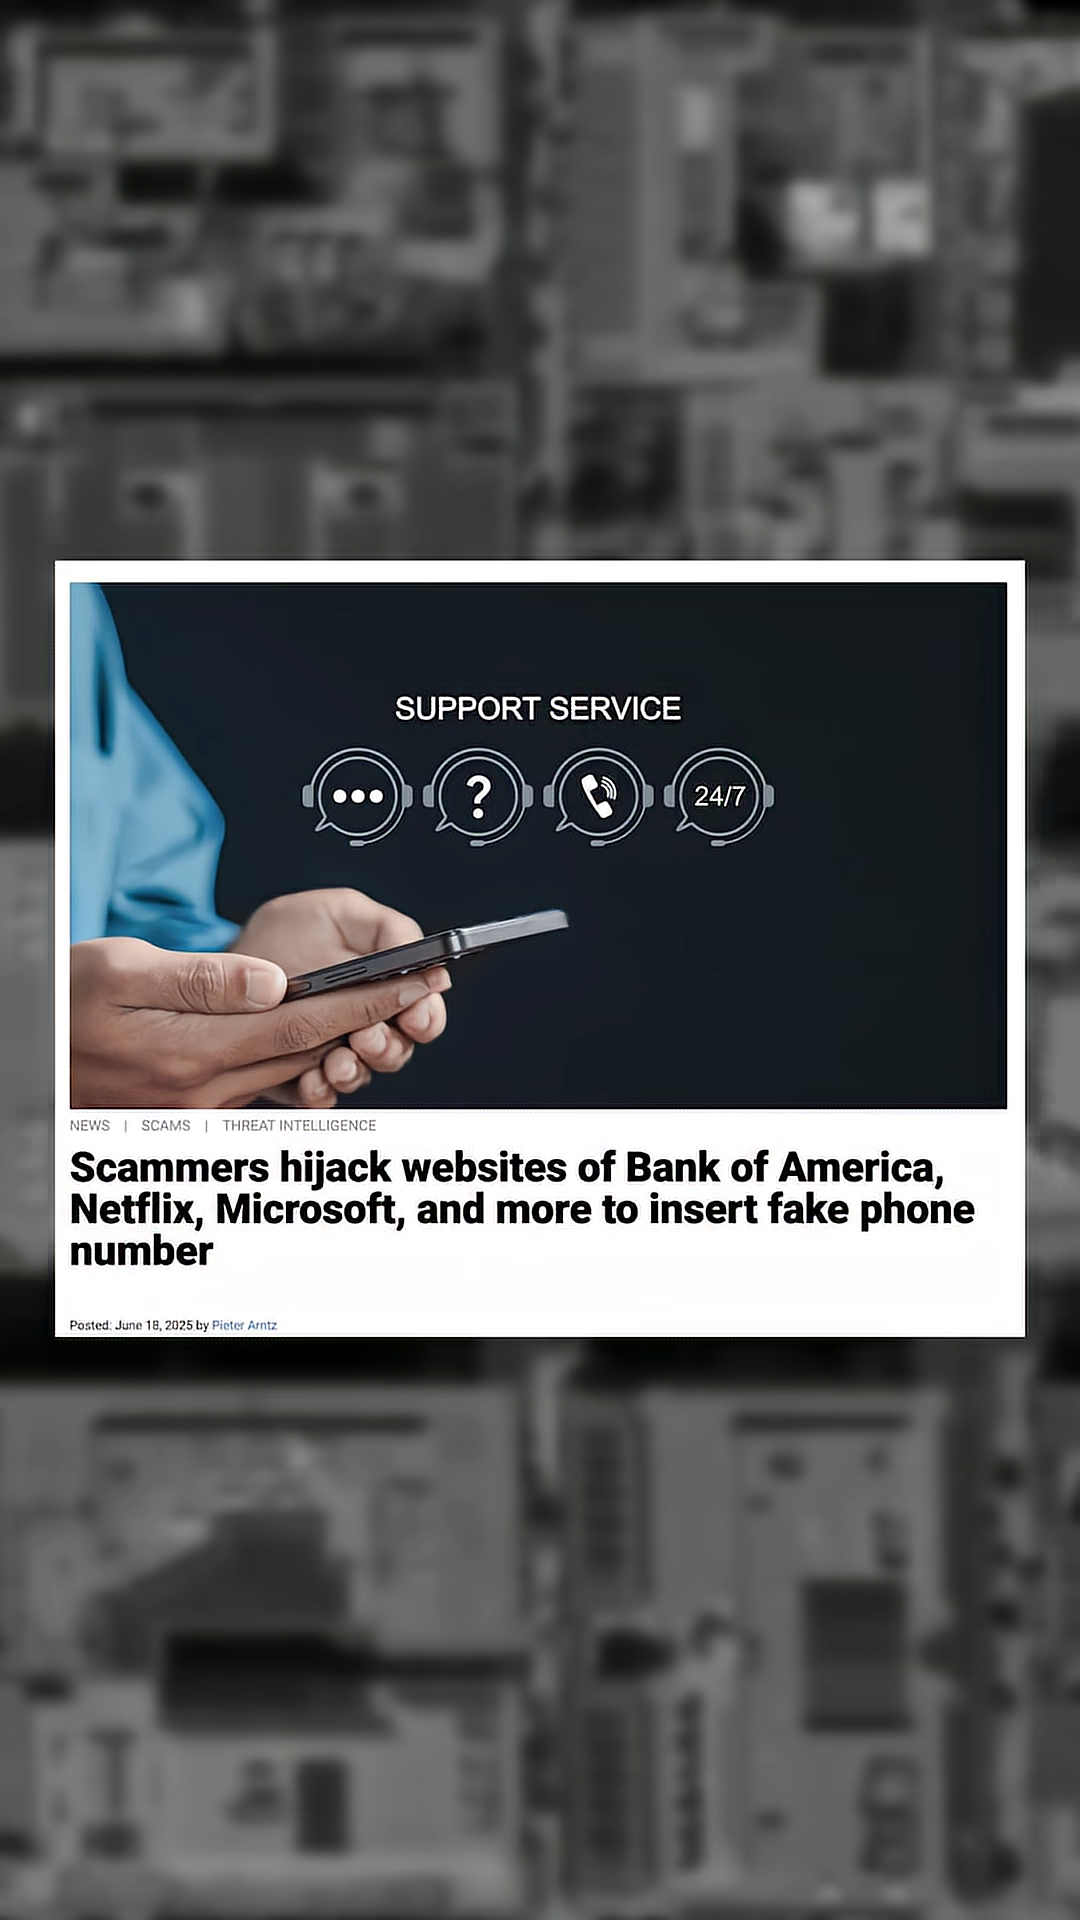 SUPPORT SERVICE
?
24/7
NEWS | SCAMS | THREAT INTELLIGENCE
Scammers hijack websites of Bank of America,
Netflix, Microsoft, and more to insert fake phone
number
Posted: June 18, 2025 by Pieter Arntz